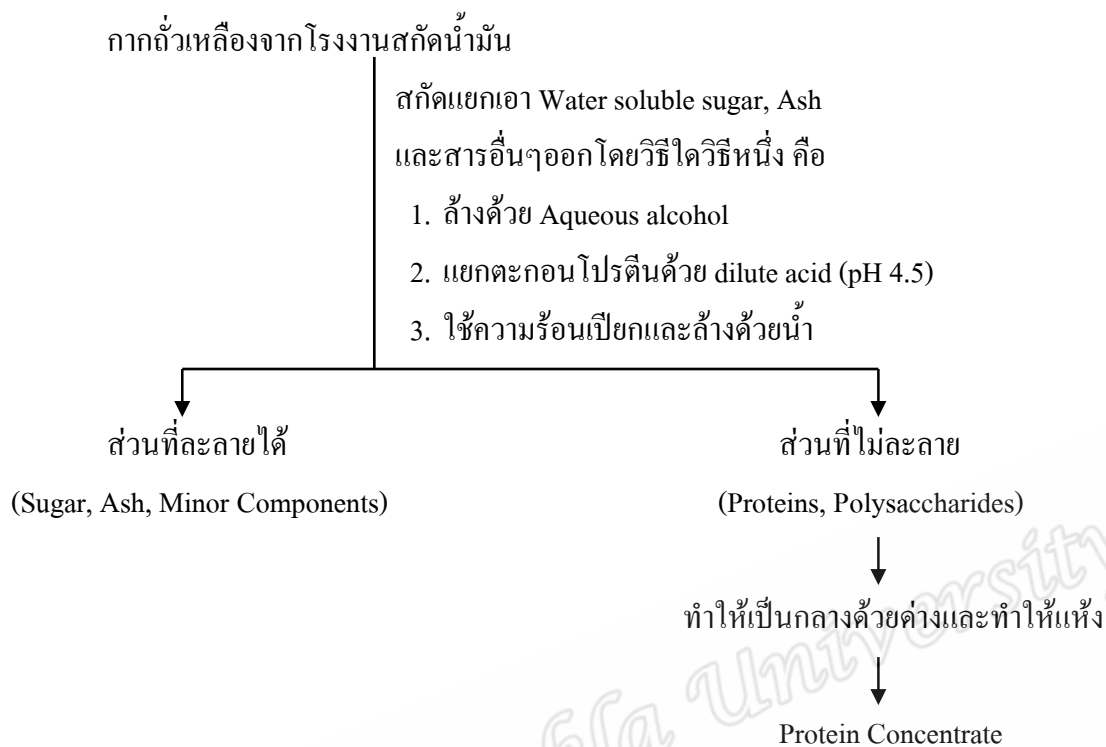 กากถั่วเหลืองจากโรงงานสกัดน้ำมัน
สกัดแยกเอา Water soluble sugar, Ash
และสารอื่นๆออกโดยวิธีใดวิธีหนึ่ง คือ
1. ล้างด้วย Aqueous alcohol
2. แยกตะกอนโปรตีนด้วย dilute acid (pH 4.5)
3. ใช้ความร้อนเปียกและล้างด้วยน้ำ
ส่วนที่ละลายได้
(Sugar, Ash, Minor Components)
ส่วนที่ไม่ละลาย
(Proteins, Polysaccharides)
ทำให้เป็นกลางด้วยด่างและทำให้แห้ง
Protein Concentrate
University